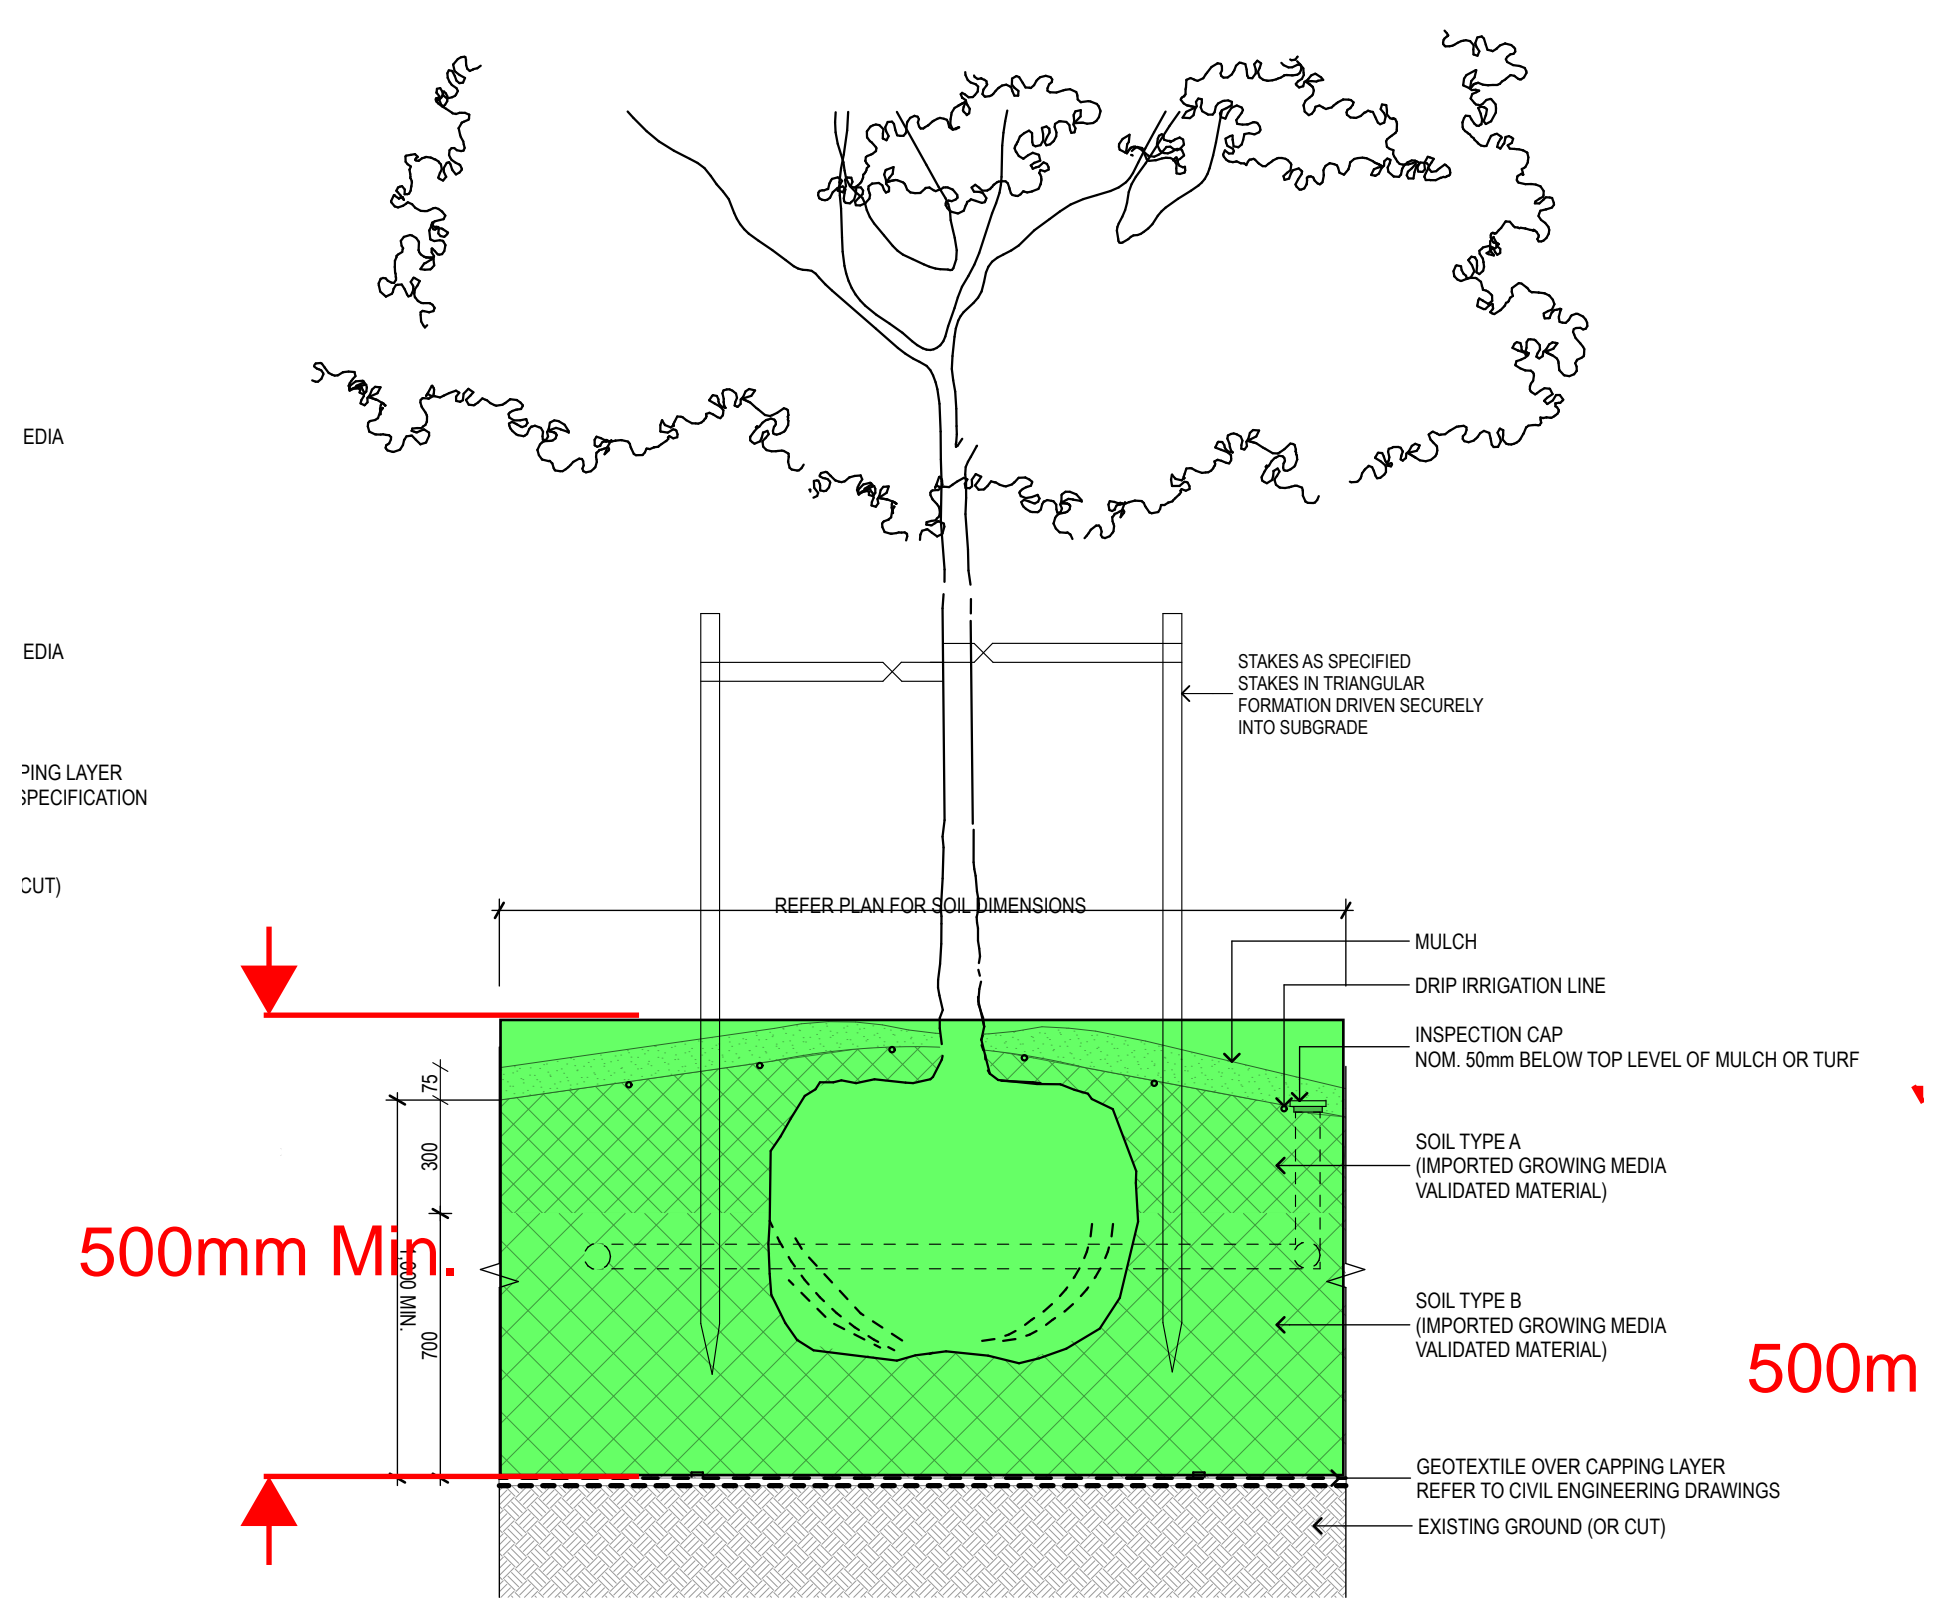 EDIA
EDIA
STAKES AS SPECIFIED
STAKES IN TRIANGULAR
FORMATION DRIVEN SECURELY
INTO SUBGRADE
PING LAYER
SPECIFICATION
CUT)
REFER PLAN FOR SOIL DIMENSIONS
MULCH
DRIP IRRIGATION LINE
INSPECTION CAP
NOM. 50mm BELOW TOP LEVEL OF MULCH OR TURF
75
300
SOIL TYPE A
(IMPORTED GROWING MEDIA
VALIDATED MATERIAL)
500mm Min.
1,000 MIN.
700
SOIL TYPE B
(IMPORTED GROWING MEDIA
VALIDATED MATERIAL)
500m
GEOTEXTILE OVER CAPPING LAYER
REFER TO CIVIL ENGINEERING DRAWINGS
EXISTING GROUND (OR CUT)